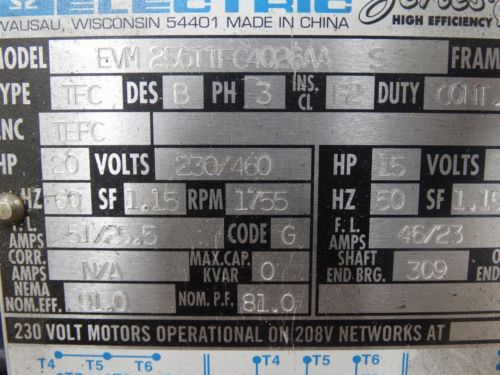 ELECTRIC
HIGH EFFICIENCY
WAUSAU, WISCONSIN 54401 MADE IN CHINA
MODEL EVM 256TTFC4026AA S FRAM
TYPE TFC DES B PH 3 INS. CL F2 DUTY CONT
ENC TEFC
HP 20 VOLTS 230/460 HP 15 VOLTS
HZ 60 SF 1.15 RPM 1755 HZ 50 SF 1.15
F. L. AMPS 51/25.5 CODE G F. L. AMPS 46/23
CORR. AMPS N/A MAX. CAP. KVAR 0 SHAFT END BRG. 309
NEMA NOM. EFF. 91.0 NOM. P.F. 81.0
230 VOLT MOTORS OPERATIONAL ON 208V NETWORKS AT
T4 T5 T6 T4 T5 T6